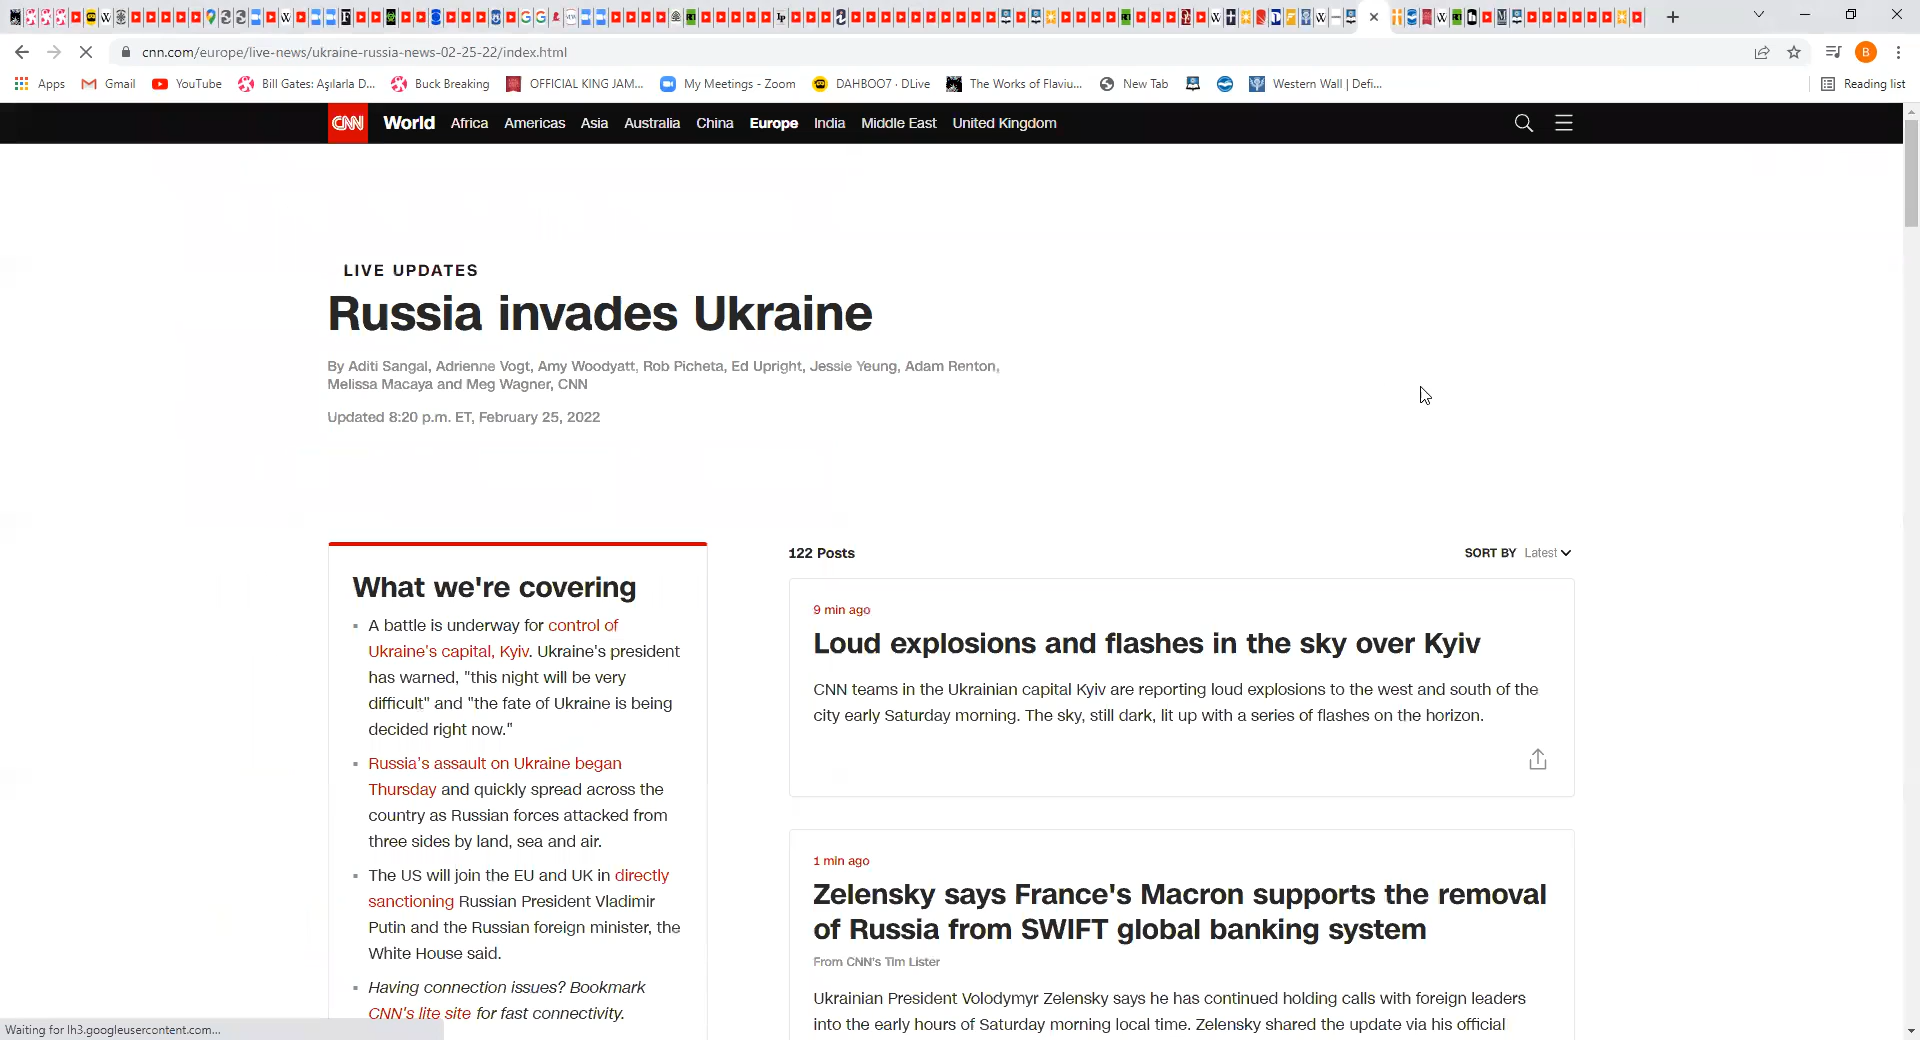 cnn.com/europe/live-news/ukraine-russia-news-02-25-22/index.html
B
Apps Gmail YouTube Bill Gates: Aşılarla D... Buck Breaking OFFICIAL KING JAM... My Meetings - Zoom DAHBOO7 · DLive The Works of Flaviu... New Tab Western Wall | Defi... Reading list
CNN World Africa Americas Asia Australia China Europe India Middle East United Kingdom
LIVE UPDATES
Russia invades Ukraine
By Aditi Sangal, Adrienne Vogt, Amy Woodyatt, Rob Picheta, Ed Upright, Jessie Yeung, Adam Renton,
Melissa Macaya and Meg Wagner, CNN
Updated 8:20 p.m. ET, February 25, 2022
What we're covering
A battle is underway for control of
Ukraine's capital, Kyiv. Ukraine's president
has warned, "this night will be very
difficult" and "the fate of Ukraine is being
decided right now."
Russia's assault on Ukraine began
Thursday and quickly spread across the
country as Russian forces attacked from
three sides by land, sea and air.
The US will join the EU and UK in directly
sanctioning Russian President Vladimir
Putin and the Russian foreign minister, the
White House said.
Having connection issues? Bookmark
CNN's lite site for fast connectivity.
122 Posts
SORT BY Latest
9 min ago
Loud explosions and flashes in the sky over Kyiv
CNN teams in the Ukrainian capital Kyiv are reporting loud explosions to the west and south of the
city early Saturday morning. The sky, still dark, lit up with a series of flashes on the horizon.
1 min ago
Zelensky says France's Macron supports the removal
of Russia from SWIFT global banking system
From CNN's Tim Lister
Ukrainian President Volodymyr Zelensky says he has continued holding calls with foreign leaders
into the early hours of Saturday morning local time. Zelensky shared the update via his official
Waiting for lh3.googleusercontent.com...